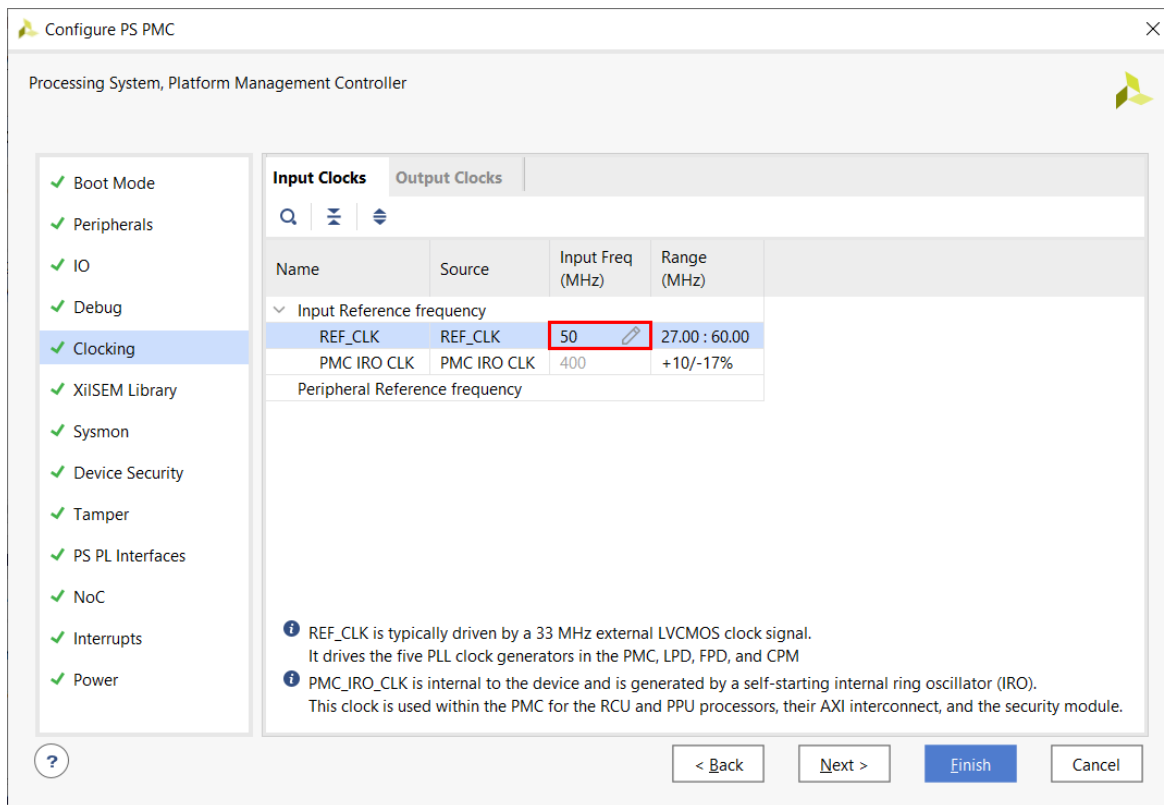 Configure PS PMC
Processing System, Platform Management Controller
Boot Mode
Peripherals
IO
Debug
Clocking
XilSEM Library
Sysmon
Device Security
Tamper
PS PL Interfaces
NoC
Interrupts
Power
Input Clocks Output Clocks
Name Source Input Freq (MHz) Range (MHz)
Input Reference frequency
REF_CLK REF_CLK 50 27.00 : 60.00
PMC IRO CLK PMC IRO CLK 400 +10/-17%
Peripheral Reference frequency
REF_CLK is typically driven by a 33 MHz external LVCMOS clock signal.
It drives the five PLL clock generators in the PMC, LPD, FPD, and CPM
PMC_IRO_CLK is internal to the device and is generated by a self-starting internal ring oscillator (IRO).
This clock is used within the PMC for the RCU and PPU processors, their AXI interconnect, and the security module.
? < Back Next > Finish Cancel